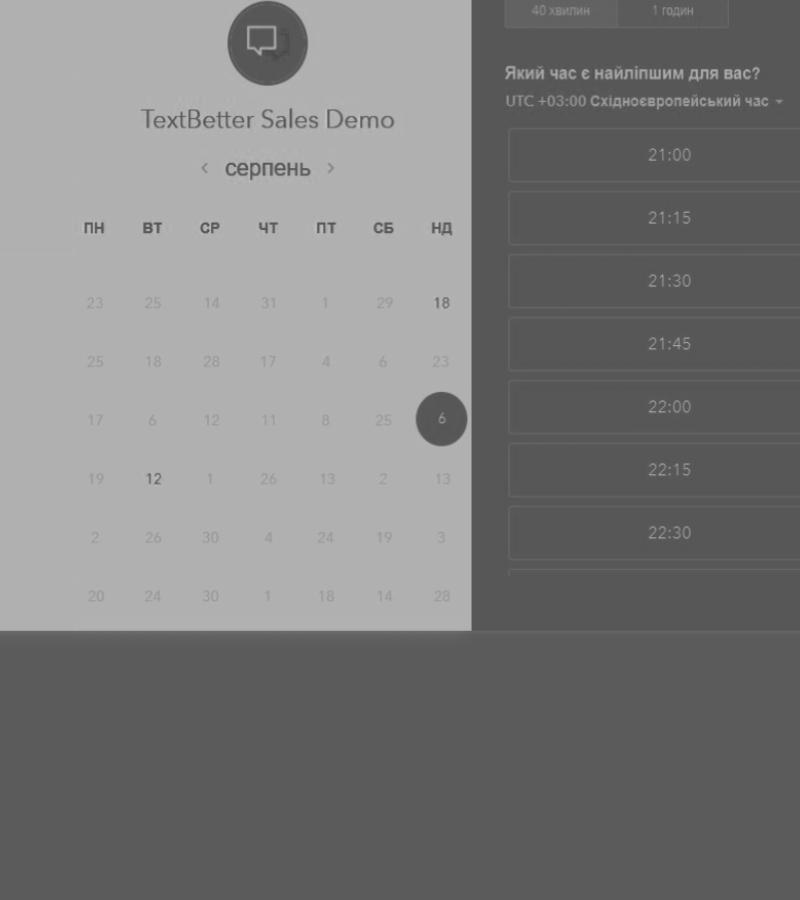 TextBetter Sales Demo
серпень
ПН ВТ СР ЧТ ПТ СБ НД
23 25 14 31 1 29 18
25 18 28 17 4 6 23
17 6 12 11 8 25 6
19 12 1 26 13 2 13
2 26 30 4 24 19 3
20 24 30 1 18 14 28
40 хвилин 1 годин
Який час є найліпшим для вас?
UTC +03:00 Східноєвропейський час
21:00
21:15
21:30
21:45
22:00
22:15
22:30